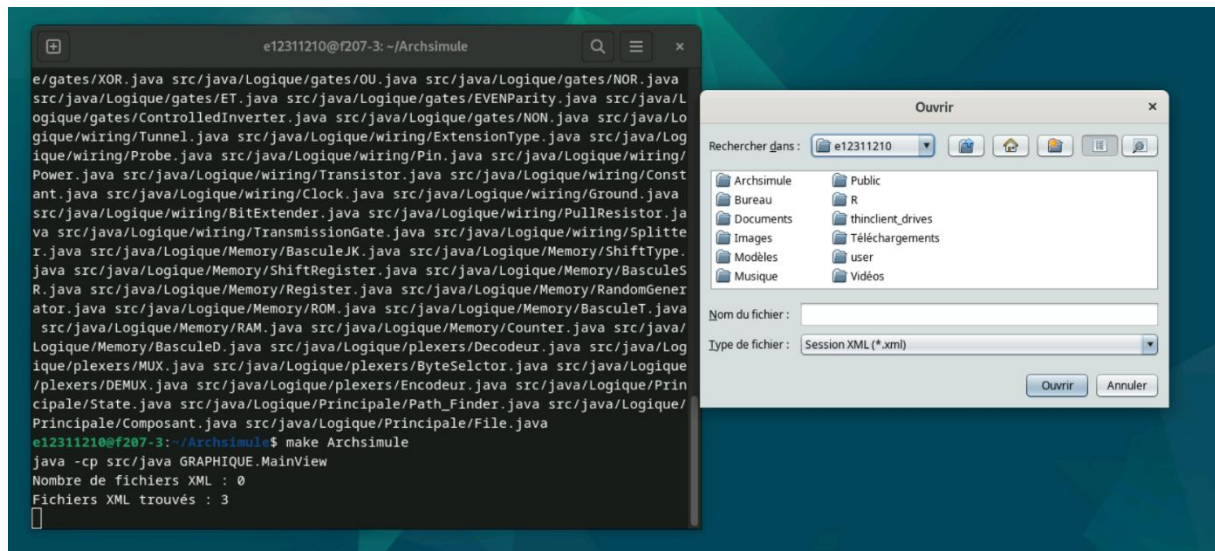 e12311210@f207-3: ~/Archsimule
e/gates/XOR.java src/java/Logique/gates/OU.java src/java/Logique/gates/NOR.java
src/java/Logique/gates/ET.java src/java/Logique/gates/EVENParity.java src/java/L
ogique/gates/ControlledInverter.java src/java/Logique/gates/NON.java src/java/Lo
gique/wiring/Tunnel.java src/java/Logique/wiring/ExtensionType.java src/java/Log
ique/wiring/Probe.java src/java/Logique/wiring/Pin.java src/java/Logique/wiring/
Power.java src/java/Logique/wiring/Transistor.java src/java/Logique/wiring/Const
ant.java src/java/Logique/wiring/Clock.java src/java/Logique/wiring/Ground.java
src/java/Logique/wiring/BitExtender.java src/java/Logique/wiring/PullResistor.ja
va src/java/Logique/wiring/TransmissionGate.java src/java/Logique/wiring/Splitte
r.java src/java/Logique/Memory/BasculeJK.java src/java/Logique/Memory/ShiftType.
java src/java/Logique/Memory/ShiftRegister.java src/java/Logique/Memory/BasculeS
R.java src/java/Logique/Memory/Register.java src/java/Logique/Memory/RandomGener
ator.java src/java/Logique/Memory/ROM.java src/java/Logique/Memory/BasculeT.java
src/java/Logique/Memory/RAM.java src/java/Logique/Memory/Counter.java src/java/
Logique/Memory/BasculeD.java src/java/Logique/plexers/Decodeur.java src/java/Log
ique/plexers/MUX.java src/java/Logique/plexers/ByteSelctor.java src/java/Logique
/plexers/DEMUX.java src/java/Logique/plexers/Encodeur.java src/java/Logique/Prin
cipale/State.java src/java/Logique/Principale/Path_Finder.java src/java/Logique/
Principale/Composant.java src/java/Logique/Principale/File.java
e12311210@f207-3:~/Archsimule$ make Archsimule
java -cp src/java GRAPHIQUE.MainView
Nombre de fichiers XML : 0
Fichiers XML trouvés : 3
Ouvrir
Rechercher dans : e12311210
Archsimule Public
Bureau R
Documents thinclient_drives
Images Téléchargements
Modèles user
Musique Vidéos
Nom du fichier :
Type de fichier : Session XML (*.xml)
Ouvrir Annuler